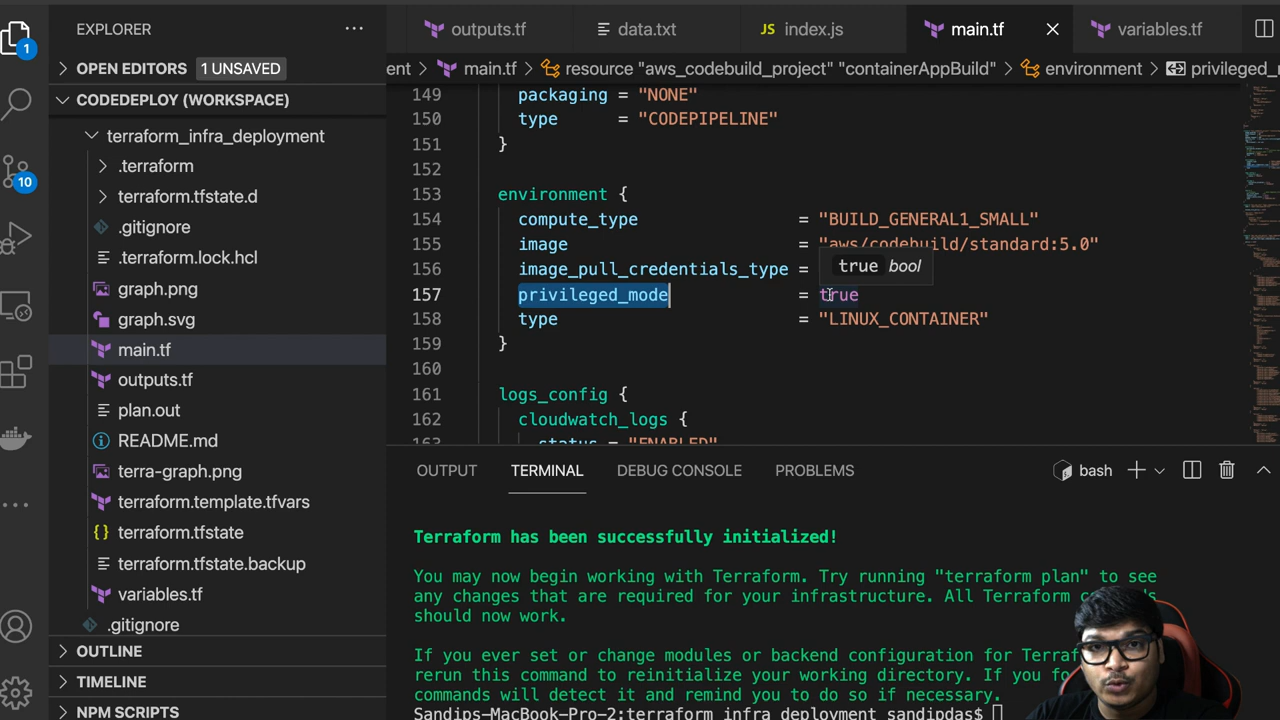 EXPLORER
outputs.tf
data.txt
JS index.js
main.tf
variables.tf
1
OPEN EDITORS 1 UNSAVED
ent > main.tf > resource "aws_codebuild_project" "containerAppBuild" > environment > privileged_
CODEDEPLOY (WORKSPACE)
terraform_infra_deployment
.terraform
10
terraform.tfstate.d
.gitignore
.terraform.lock.hcl
graph.png
graph.svg
main.tf
outputs.tf
plan.out
README.md
terra-graph.png
terraform.template.tfvars
{} terraform.tfstate
terraform.tfstate.backup
variables.tf
.gitignore
OUTLINE
TIMELINE
NPM SCRIPTS
149 packaging = "NONE"
150 type = "CODEPIPELINE"
151 }
152
153 environment {
154 compute_type = "BUILD_GENERAL1_SMALL"
155 image = "aws/codebuild/standard:5.0"
156 image_pull_credentials_type =
true bool
157 privileged_mode = true
158 type = "LINUX_CONTAINER"
159 }
160
161 logs_config {
162 cloudwatch_logs {
163 status = "ENABLED"
OUTPUT TERMINAL DEBUG CONSOLE PROBLEMS
bash
Terraform has been successfully initialized!
You may now begin working with Terraform. Try running "terraform plan" to see
any changes that are required for your infrastructure. All Terraform
should now work.
If you ever set or change modules or backend configuration for
rerun this command to reinitialize your working directory. If you
commands will detect it and remind you to do so if necessary.
Sandips-MacBook-Pro-2:terraform_infra_deployment sandipdas$